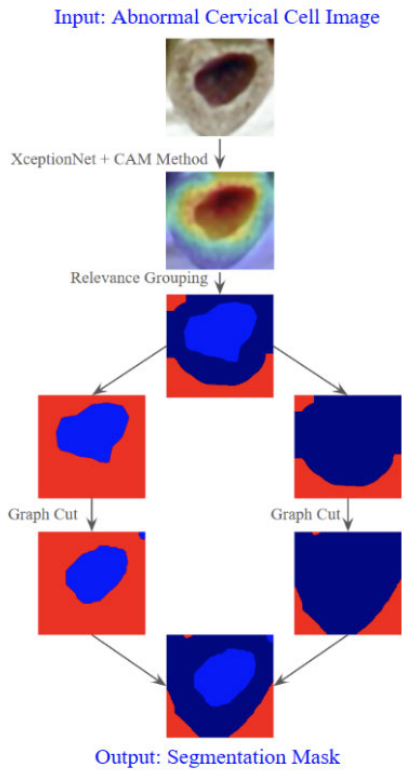 Input: Abnormal Cervical Cell Image
XceptionNet + CAM Method
Relevance Grouping
Graph Cut
Graph Cut
Output: Segmentation Mask